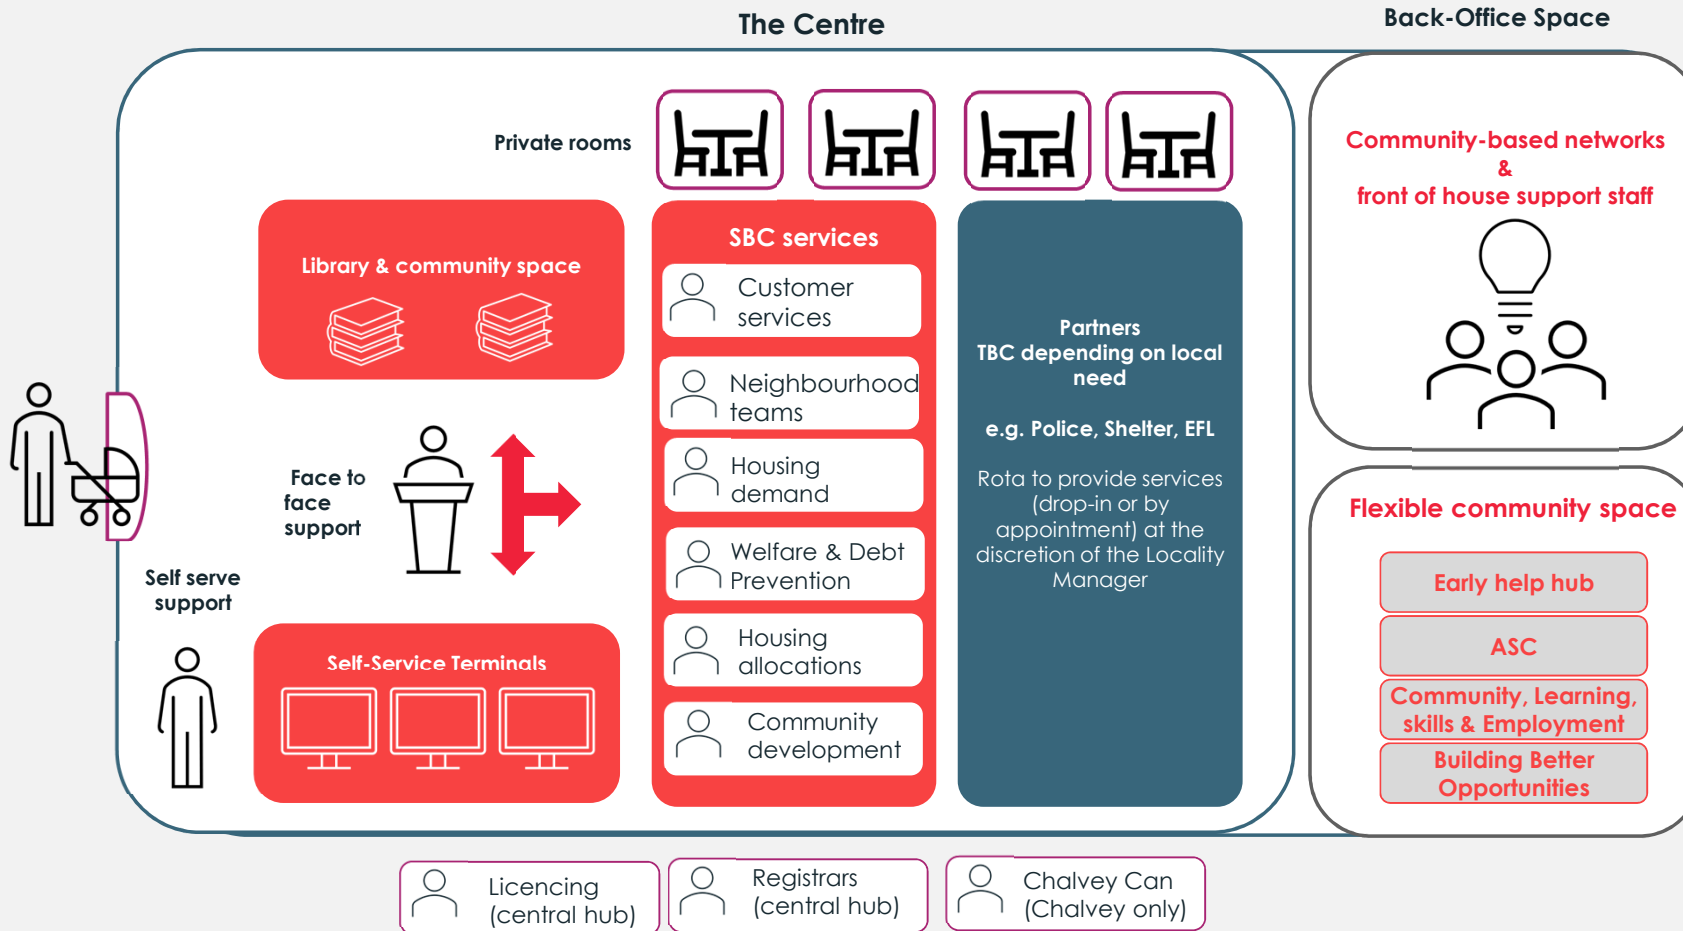 The Centre
Back-Office Space
Private rooms
Library & community space
Face to
face
support
Self serve
support
Self-Service Terminals
SBC services
Customer
services
Neighbourhood
teams
Housing
demand
Welfare & Debt
Prevention
Housing
allocations
Community
development
Partners
TBC depending on local
need
e.g. Police, Shelter, EFL
Rota to provide services
(drop-in or by
appointment) at the
discretion of the Locality
Manager
Community-based networks
&
front of house support staff
Flexible community space
Early help hub
ASC
Community, Learning,
skills & Employment
Building Better
Opportunities
Licencing
(central hub)
Registrars
(central hub)
Chalvey Can
(Chalvey only)